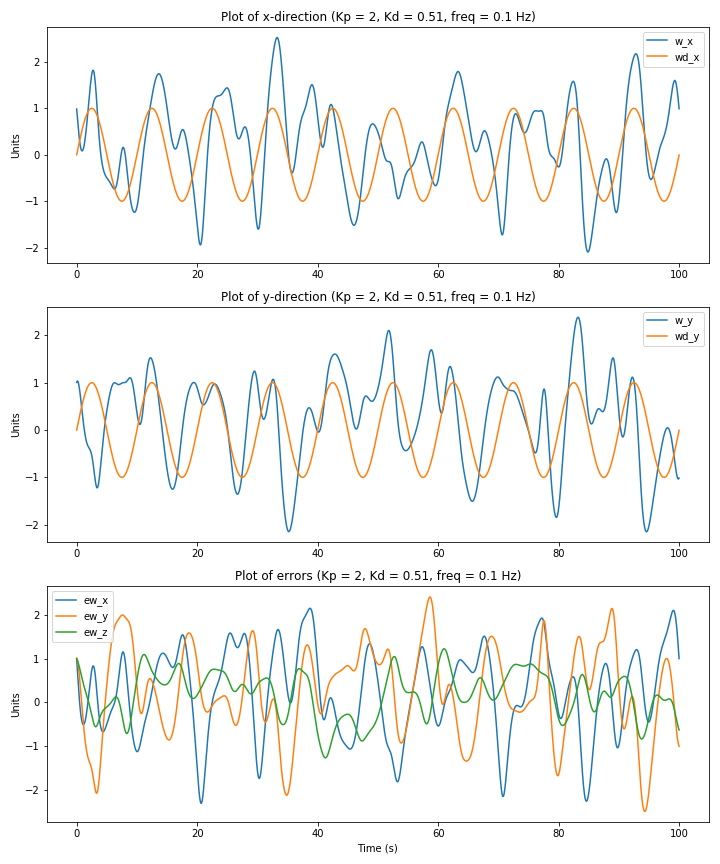 Plot of x-direction (Kp = 2, Kd = 0.51, freq = 0.1 Hz)
w_x
wd_x
Units
2
1
0
−1
−2
0 20 40 60 80 100
Plot of y-direction (Kp = 2, Kd = 0.51, freq = 0.1 Hz)
w_y
wd_y
Units
2
1
0
−1
−2
0 20 40 60 80 100
Plot of errors (Kp = 2, Kd = 0.51, freq = 0.1 Hz)
ew_x
ew_y
ew_z
Units
2
1
0
−1
−2
0 20 40 60 80 100
Time (s)